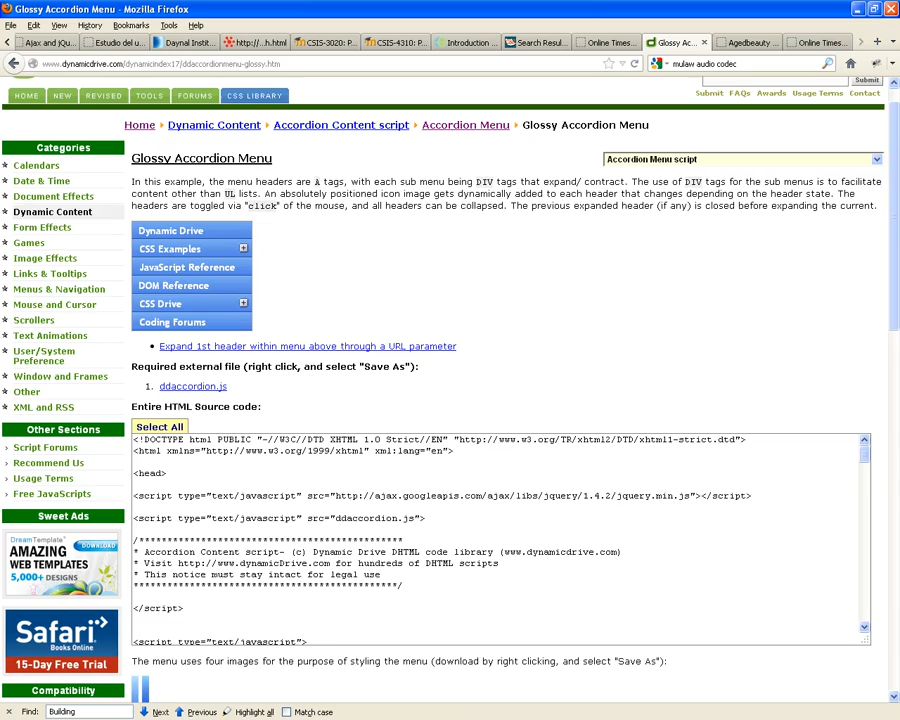 Glossy Accordion Menu - Mozilla Firefox
File Edit View History Bookmarks Tools Help
Ajax and jQu... Estudio del u... Daynal Instit... http://...h.html CSIS-3020: P... CSIS-4310: P... Introduction ... Search Resul... Online Times... Glossy Ac... Agedbeauty ... Online Times...
www.dynamicdrive.com/dynamicindex17/ddaccordionmenu-glossy.htm mulaw audio codec
Submit
HOME NEW REVISED TOOLS FORUMS CSS LIBRARY
Submit FAQs Awards Usage Terms Contact
Home Dynamic Content Accordion Content script Accordion Menu Glossy Accordion Menu
Categories
Calendars
Date & Time
Document Effects
Dynamic Content
Form Effects
Games
Image Effects
Links & Tooltips
Menus & Navigation
Mouse and Cursor
Scrollers
Text Animations
User/System
Preference
Window and Frames
Other
XML and RSS
Other Sections
Script Forums
Recommend Us
Usage Terms
Free JavaScripts
Sweet Ads
DreamTemplate
DOWNLOAD
AMAZING
WEB TEMPLATES
5,000+ DESIGNS
Safari
Books Online
15-Day Free Trial
Compatibility
Glossy Accordion Menu
Accordion Menu script
In this example, the menu headers are A tags, with each sub menu being DIV tags that expand/ contract. The use of DIV tags for the sub menus is to facilitate
content other than UL lists. An absolutely positioned icon image gets dynamically added to each header that changes depending on the header state. The
headers are toggled via "click" of the mouse, and all headers can be collapsed. The previous expanded header (if any) is closed before expanding the current.
Dynamic Drive
CSS Examples
JavaScript Reference
DOM Reference
CSS Drive
Coding Forums
• Expand 1st header within menu above through a URL parameter
Required external file (right click, and select "Save As"):
1. ddaccordion.js
Entire HTML Source code:
Select All
<!DOCTYPE html PUBLIC "-//W3C//DTD XHTML 1.0 Strict//EN" "http://www.w3.org/TR/xhtml2/DTD/xhtml1-strict.dtd">
<html xmlns="http://www.w3.org/1999/xhtml" xml:lang="en">
<head>
<script type="text/javascript" src="http://ajax.googleapis.com/ajax/libs/jquery/1.4.2/jquery.min.js"></script>
<script type="text/javascript" src="ddaccordion.js">
/***********************************************
* Accordion Content script- (c) Dynamic Drive DHTML code library (www.dynamicdrive.com)
* Visit http://www.dynamicDrive.com for hundreds of DHTML scripts
* This notice must stay intact for legal use
***********************************************/
</script>
<script type="text/javascript">
The menu uses four images for the purpose of styling the menu (download by right clicking, and select "Save As"):
Find: Building Next Previous Highlight all Match case